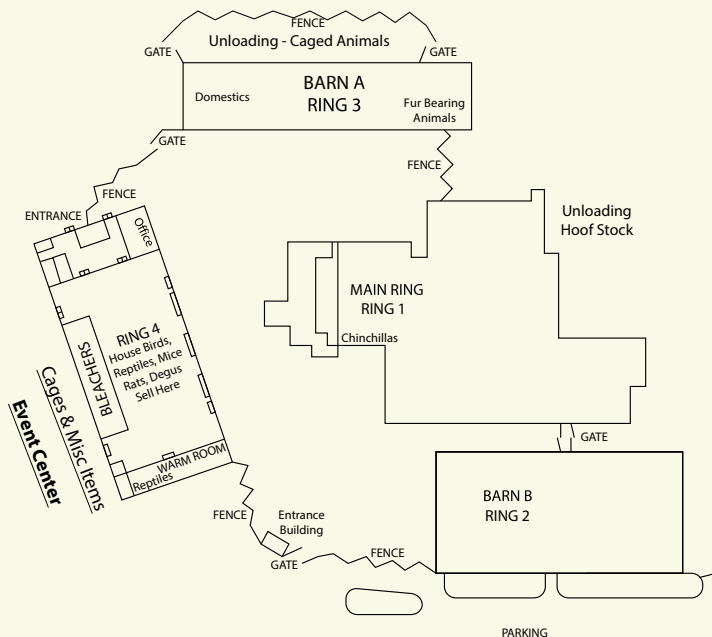 FENCE
Unloading - Caged Animals
GATE
GATE
BARN A
RING 3
Domestics
Fur Bearing
Animals
GATE
FENCE
FENCE
ENTRANCE
Office
Unloading
Hoof Stock
MAIN RING
RING 1
Chinchillas
RING 4
House Birds,
Reptiles, Mice
Rats, Degus
Sell Here
BLEACHERS
Cages & Misc Items
Event Center
WARM ROOM
Reptiles
GATE
BARN B
RING 2
FENCE
Entrance
Building
GATE
FENCE
PARKING